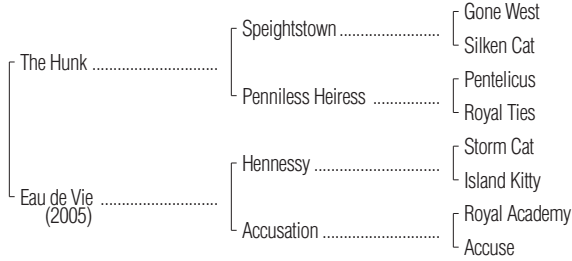 Gone West
Speightstown ....................
Silken Cat
The Hunk ............................
Pentelicus
Penniless Heiress .............
Royal Ties
Storm Cat
Hennessy .........................
Island Kitty
Eau de Vie ..........................
(2005)
Royal Academy
Accusation ........................
Accuse